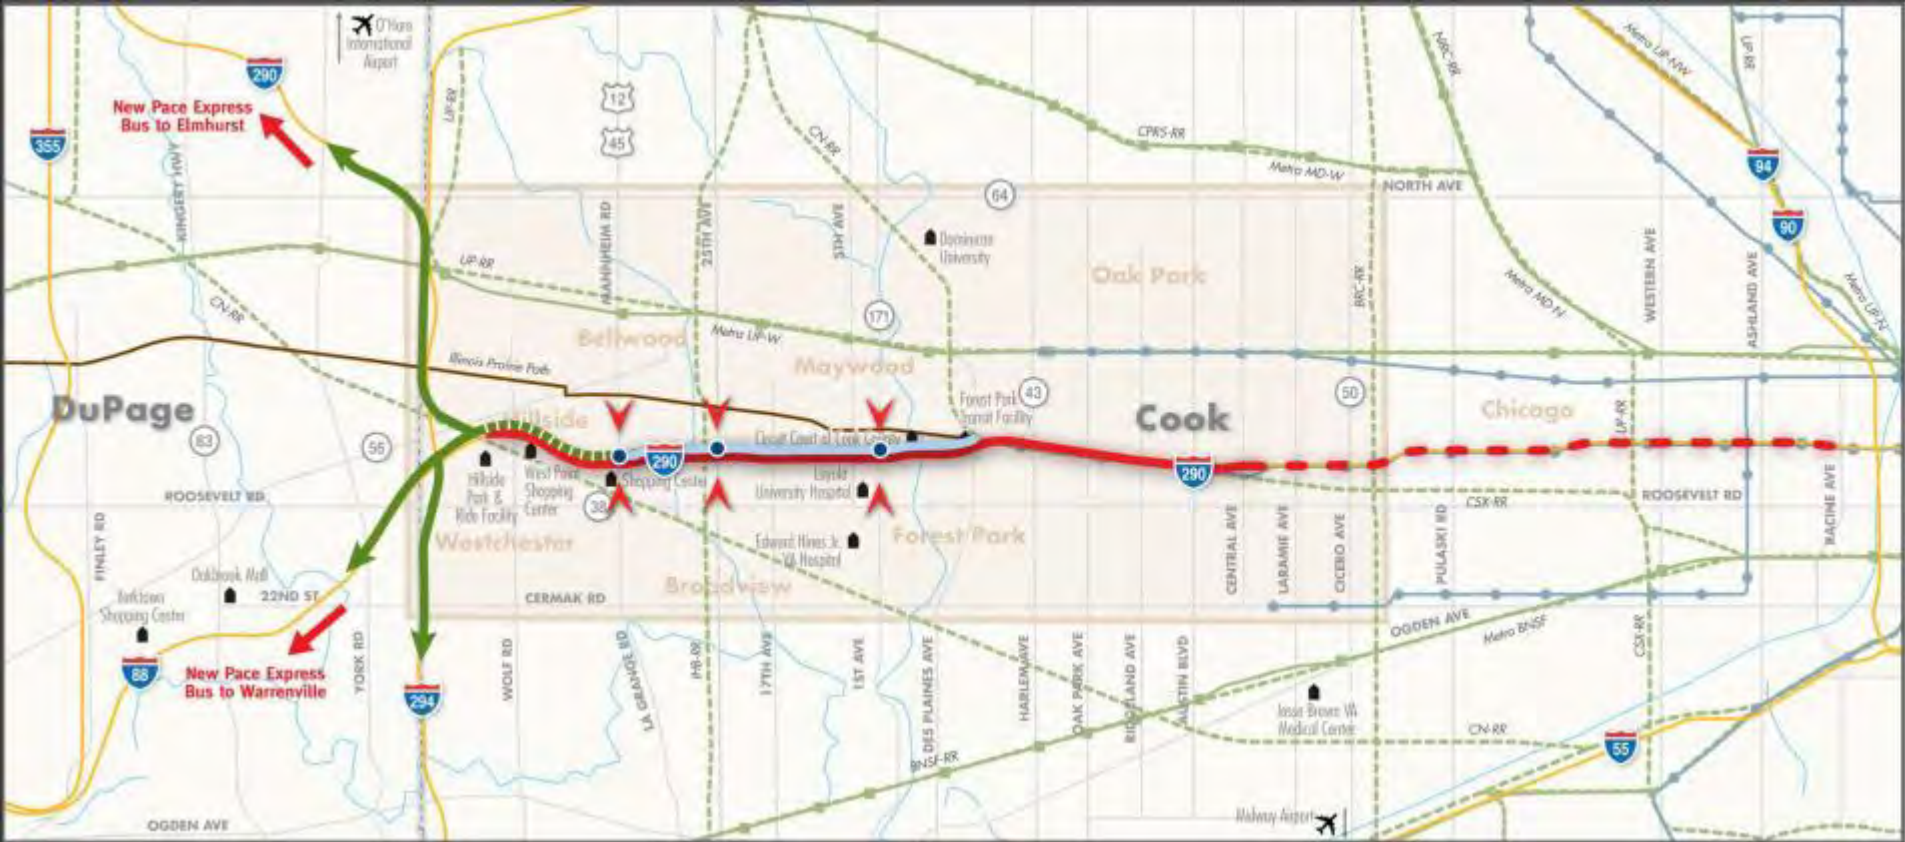 O'Hare
International
Airport
290
New Pace Express
Bus to Elmhurst
355
KINGERY HWY
UP-RR
12
45
CN-RR
CPRS-RR
Metra MD-W
NIRC-RR
Metra UP-NW
UP-RR
94
90
NORTH AVE
64
MANNHEIM RD
25TH AVE
5TH AVE
Dominican
University
Oak Park
BRC-RR
Metra MD-N
WESTERN AVE
ASHLAND AVE
Metra UP-N
UP-RR
CN-RR
171
Bellwood
Metra UP-W
Maywood
Illinois Prairie Path
DuPage
83
56
Hillside
Forest Park
Transit Facility
43
Cook
50
Chicago
UP-RR
290
Circuit Court of Cook County
290
Hillside
Park &
Ride Facility
West Point
Shopping
Center
Shopping Center
38
Loyola
University Hospital
ROOSEVELT RD
CSX-RR
ROOSEVELT RD
RACINE AVE
FINLEY RD
Westchester
Edward Hines Jr.
VA Hospital
Forest Park
CENTRAL AVE
LARAMIE AVE
CICERO AVE
PULASKI RD
Oakbrook Mall
22ND ST
Yorktown
Shopping Center
Broadview
CERMAK RD
OGDEN AVE
Metra BNSF
CSX-RR
88
New Pace Express
Bus to Warrenville
YORK RD
294
WOLF RD
LA GRANGE RD
IHB-RR
17TH AVE
1ST AVE
DES PLAINES AVE
HARLEM AVE
OAK PARK AVE
RIDGELAND AVE
AUSTIN BLVD
Jesse Brown VA
Medical Center
CN-RR
55
BNSF-RR
OGDEN AVE
Midway Airport